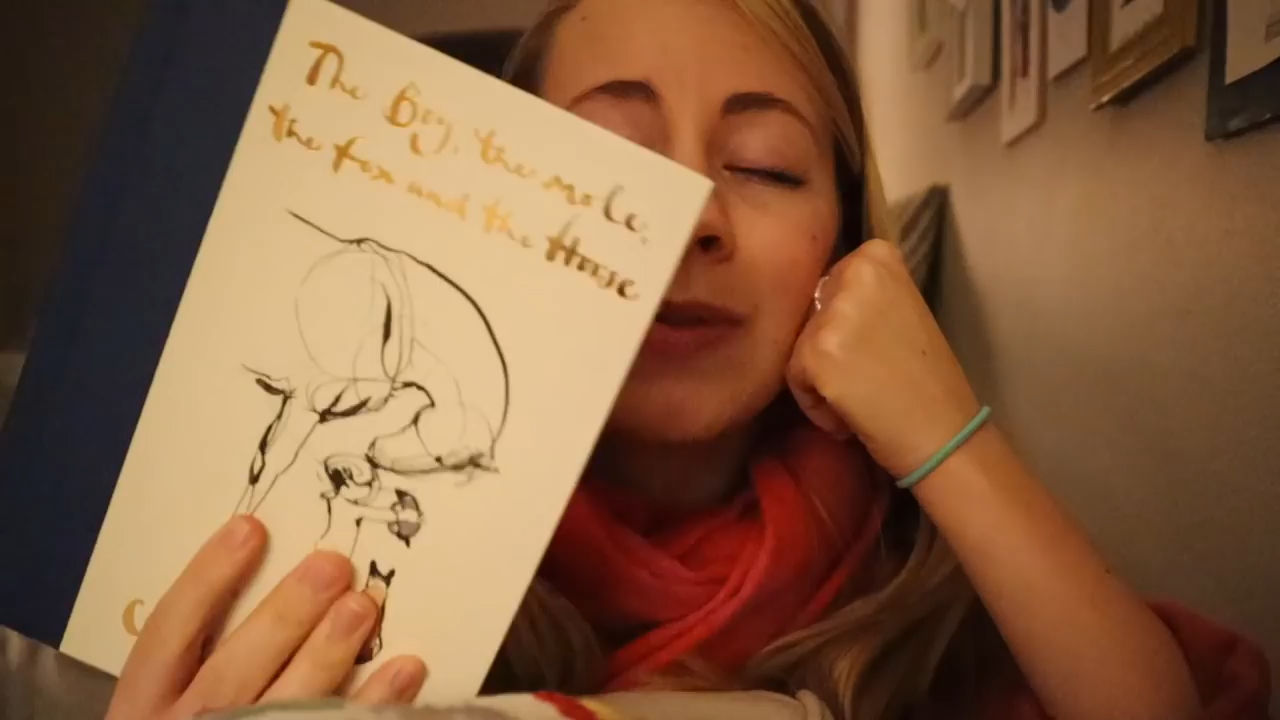 The Boy, the mole,
the fox and the Horse
C